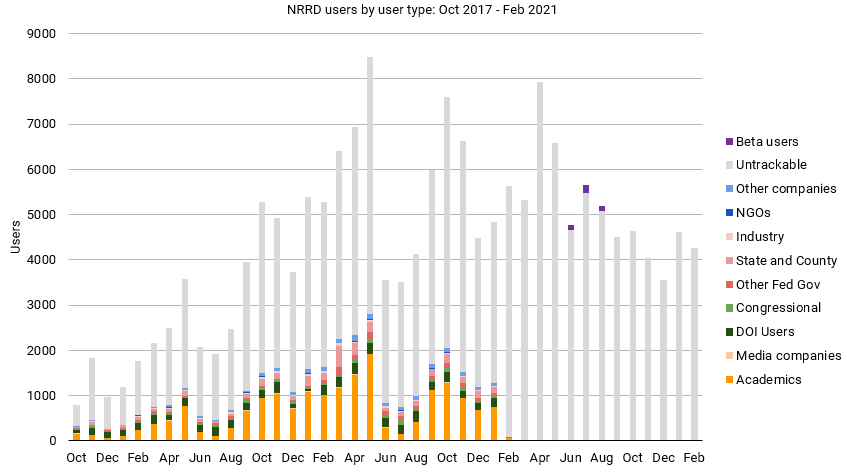 NRRD users by user type: Oct 2017 - Feb 2021
9000
8000
7000
6000
5000
4000
3000
2000
1000
0
Users
Oct Dec Feb Apr Jun Aug Oct Dec Feb Apr Jun Aug Oct Dec Feb Apr Jun Aug Oct Dec Feb
Beta users
Untrackable
Other companies
NGOs
Industry
State and County
Other Fed Gov
Congressional
DOI Users
Media companies
Academics